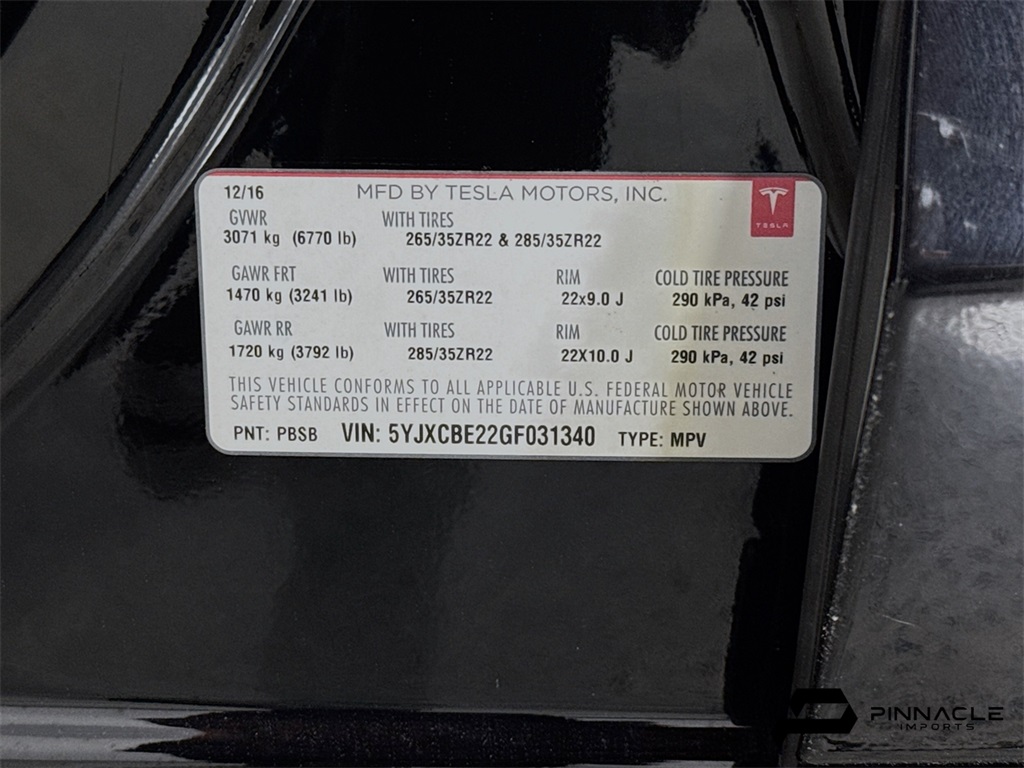 12/16 MFD BY TESLA MOTORS, INC.
TESLA
GVWR WITH TIRES
3071 kg (6770 lb) 265/35ZR22 & 285/35ZR22
GAWR FRT WITH TIRES RIM COLD TIRE PRESSURE
1470 kg (3241 lb) 265/35ZR22 22x9.0 J 290 kPa, 42 psi
GAWR RR WITH TIRES RIM COLD TIRE PRESSURE
1720 kg (3792 lb) 285/35ZR22 22X10.0 J 290 kPa, 42 psi
THIS VEHICLE CONFORMS TO ALL APPLICABLE U.S. FEDERAL MOTOR VEHICLE
SAFETY STANDARDS IN EFFECT ON THE DATE OF MANUFACTURE SHOWN ABOVE.
PNT: PBSB VIN: 5YJXCBE22GF031340 TYPE: MPV
PINNACLE
IMPORTS